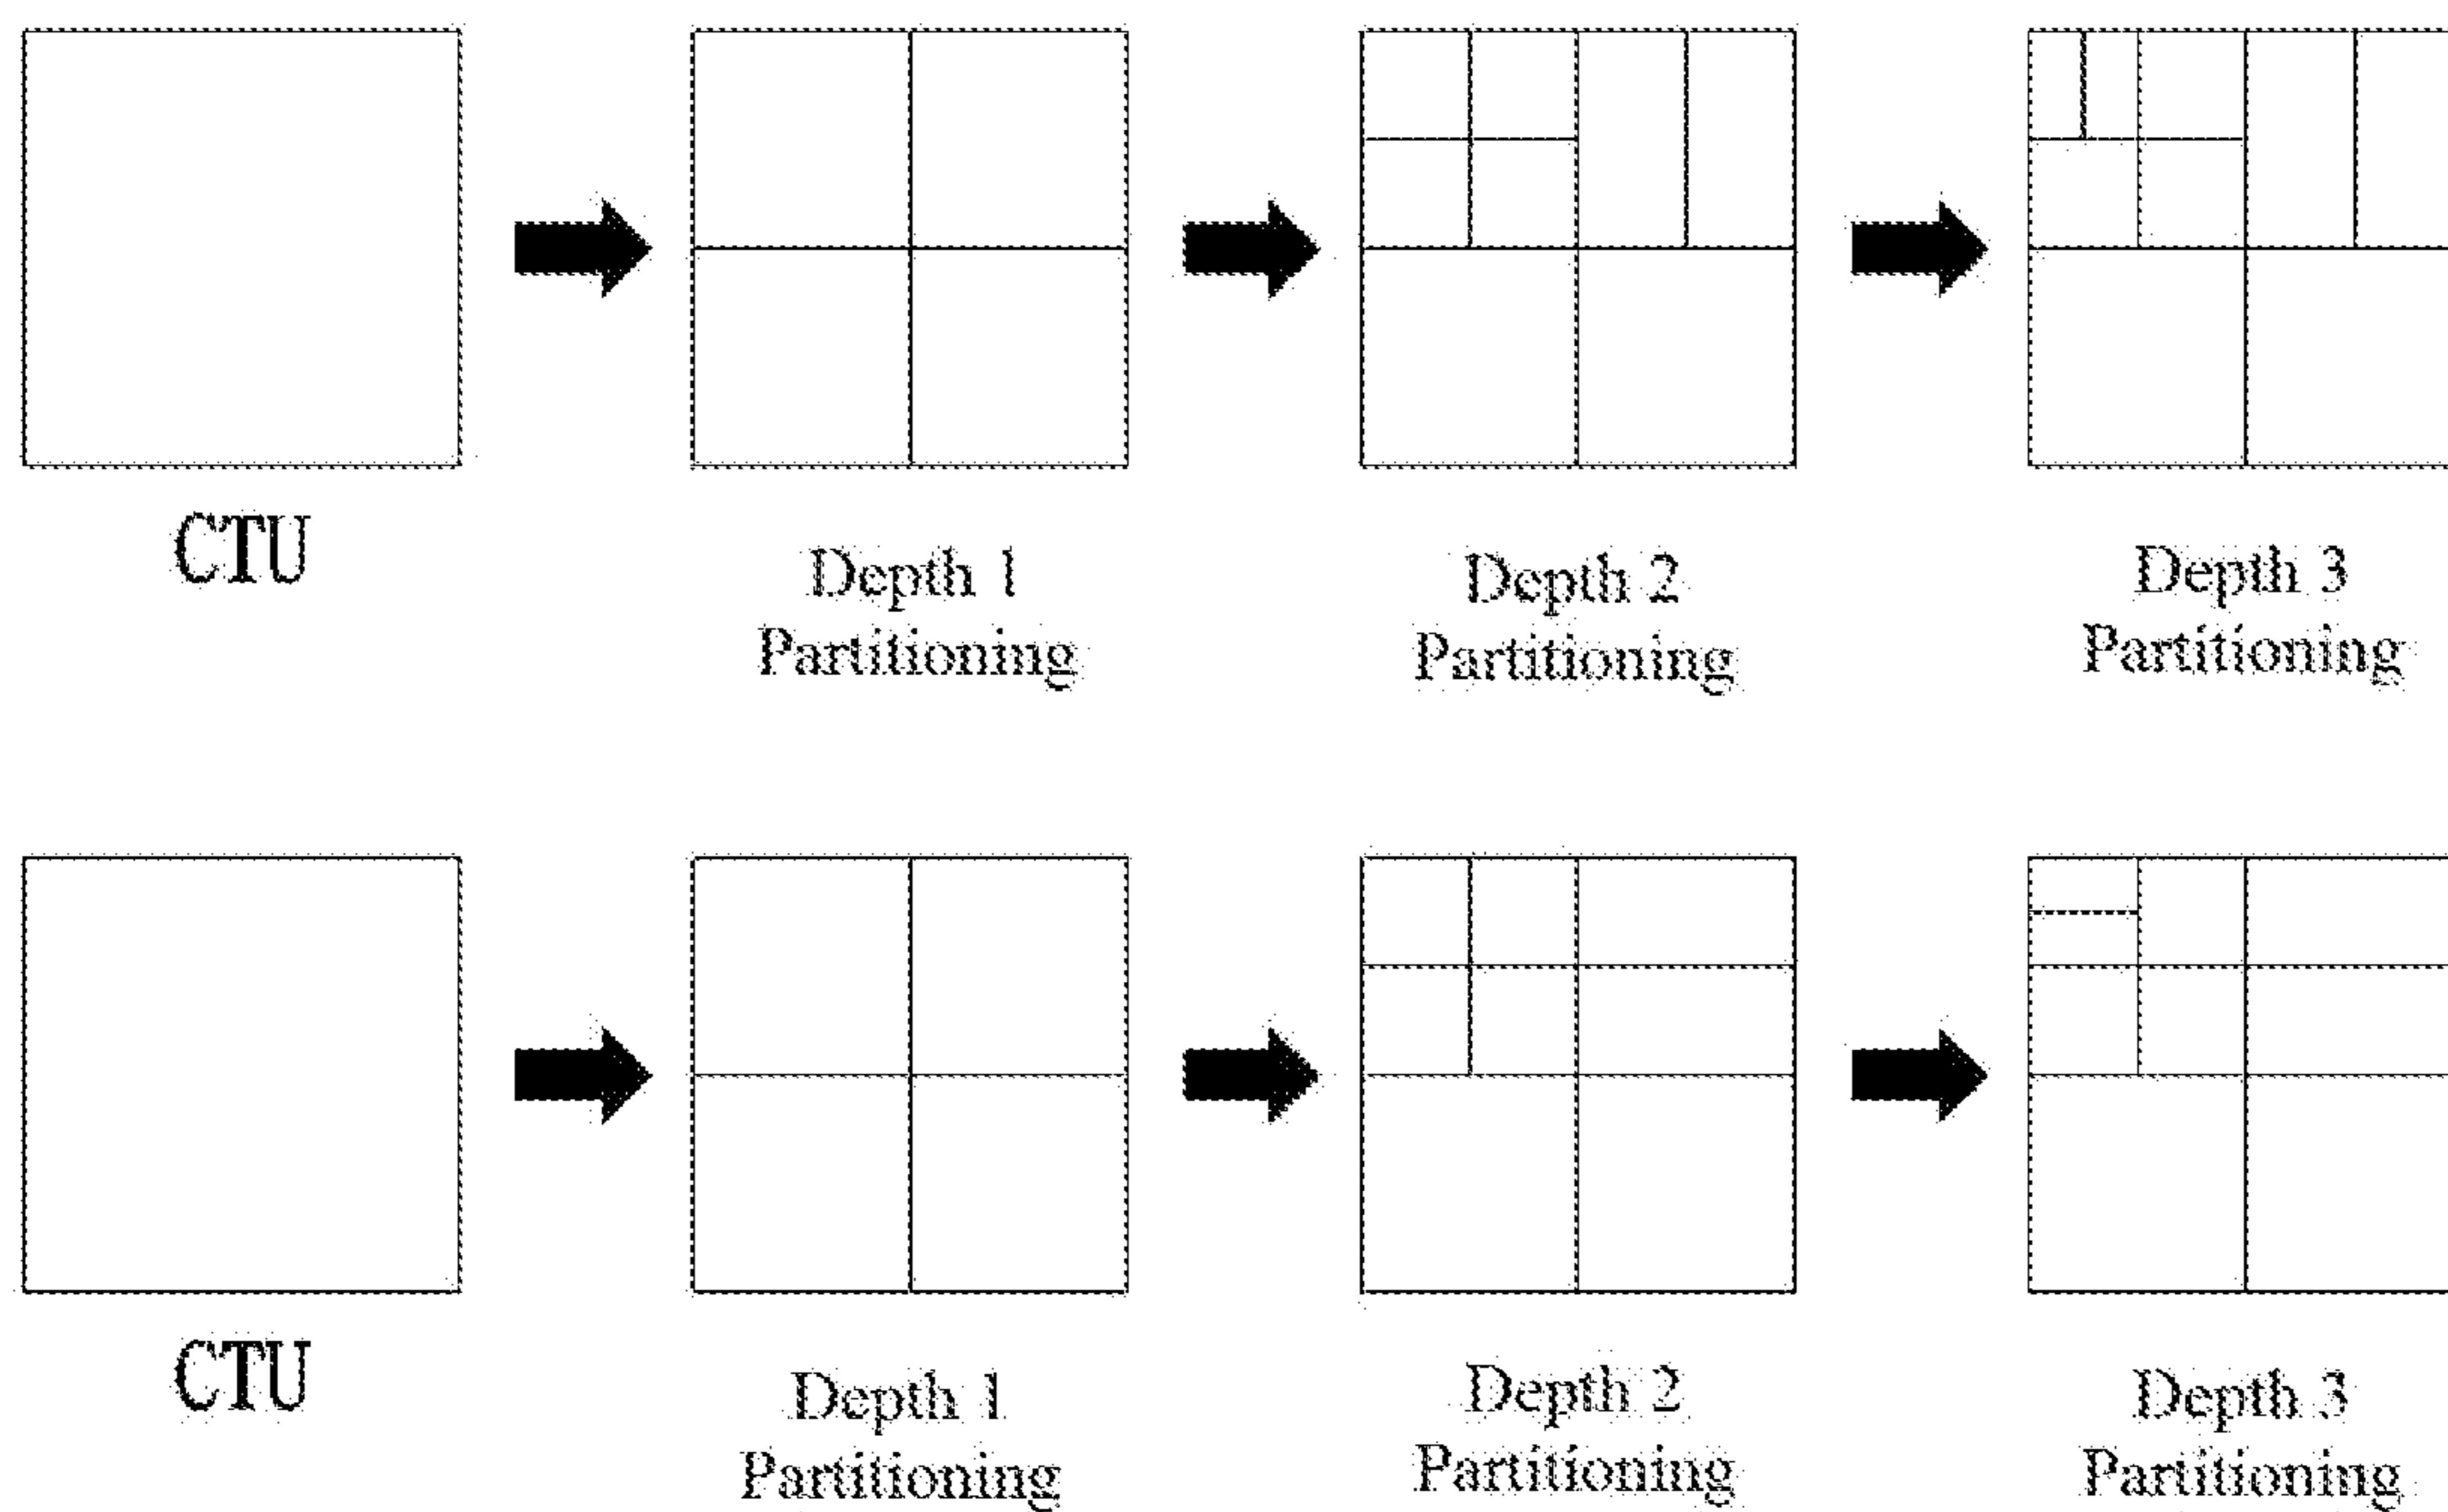 CTU
Depth 1
Partitioning
Depth 2
Partitioning
Depth 3
Partitioning
CTU
Depth 1
Partitioning
Depth 2
Partitioning
Depth 3
Partitioning